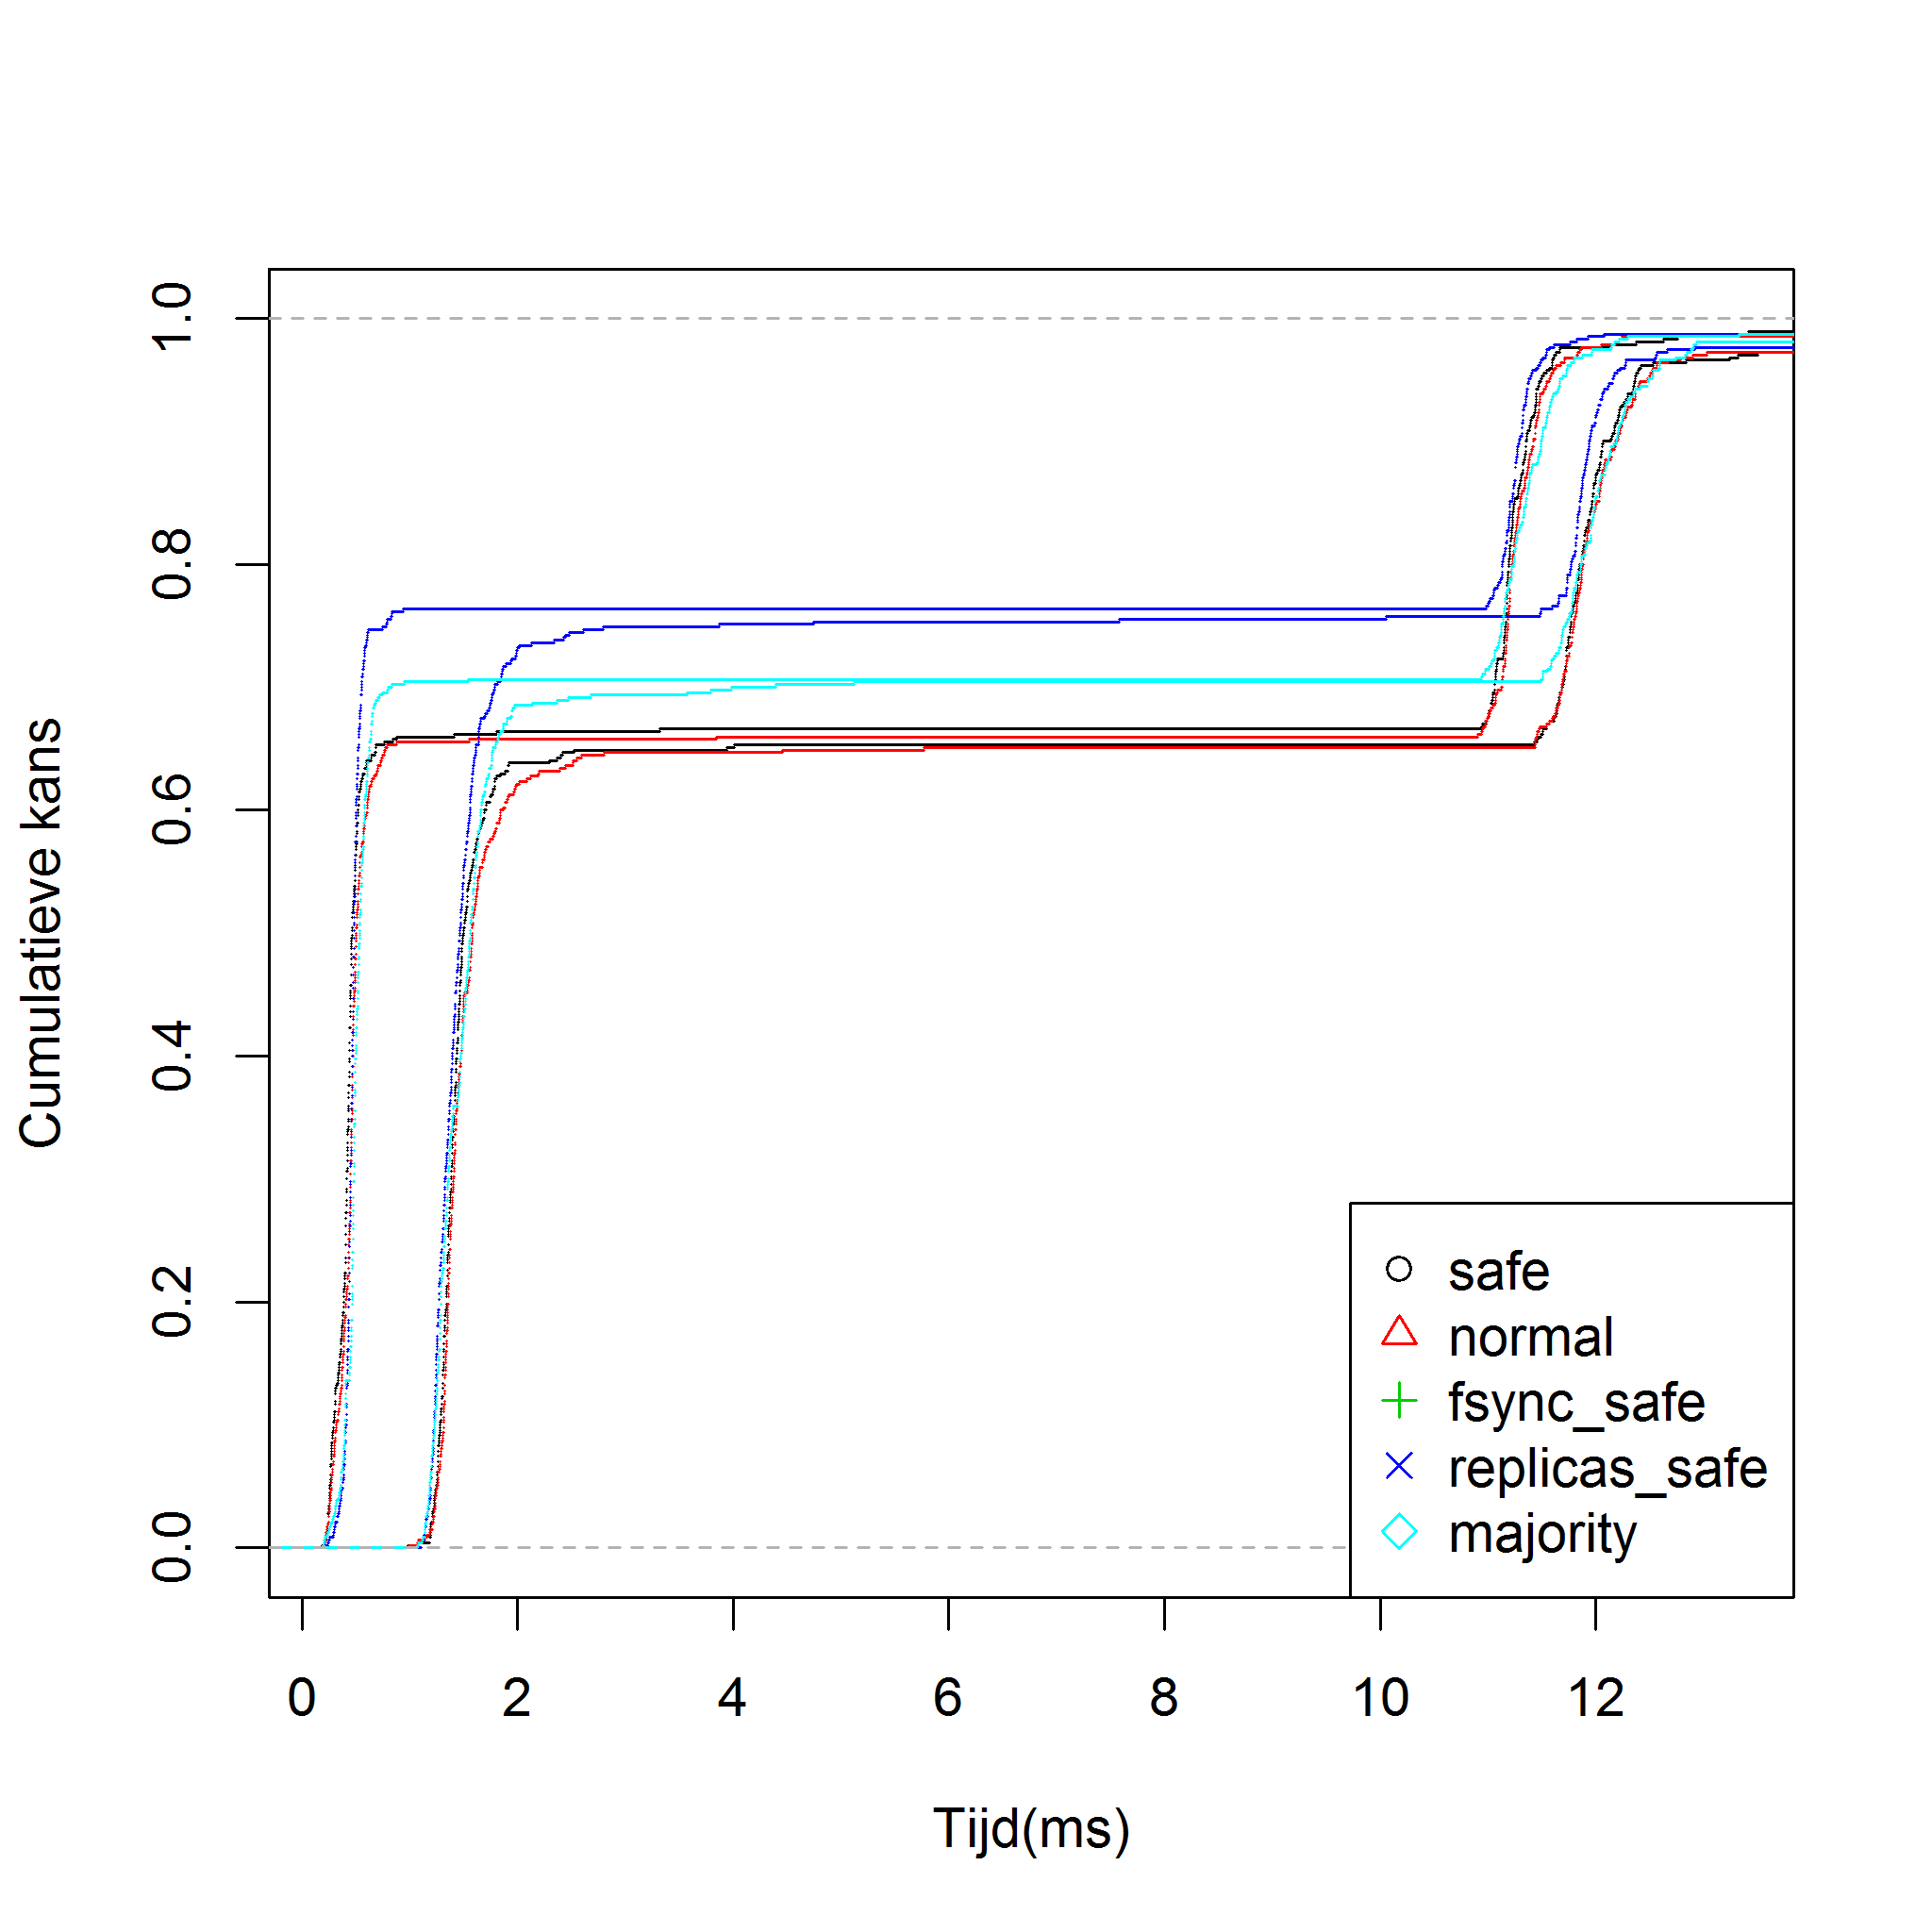 Cumulatieve kans
1.0
0.8
0.6
0.4
0.2
0.0
safe
normal
fsync_safe
replicas_safe
majority
0 2 4 6 8 10 12
Tijd(ms)